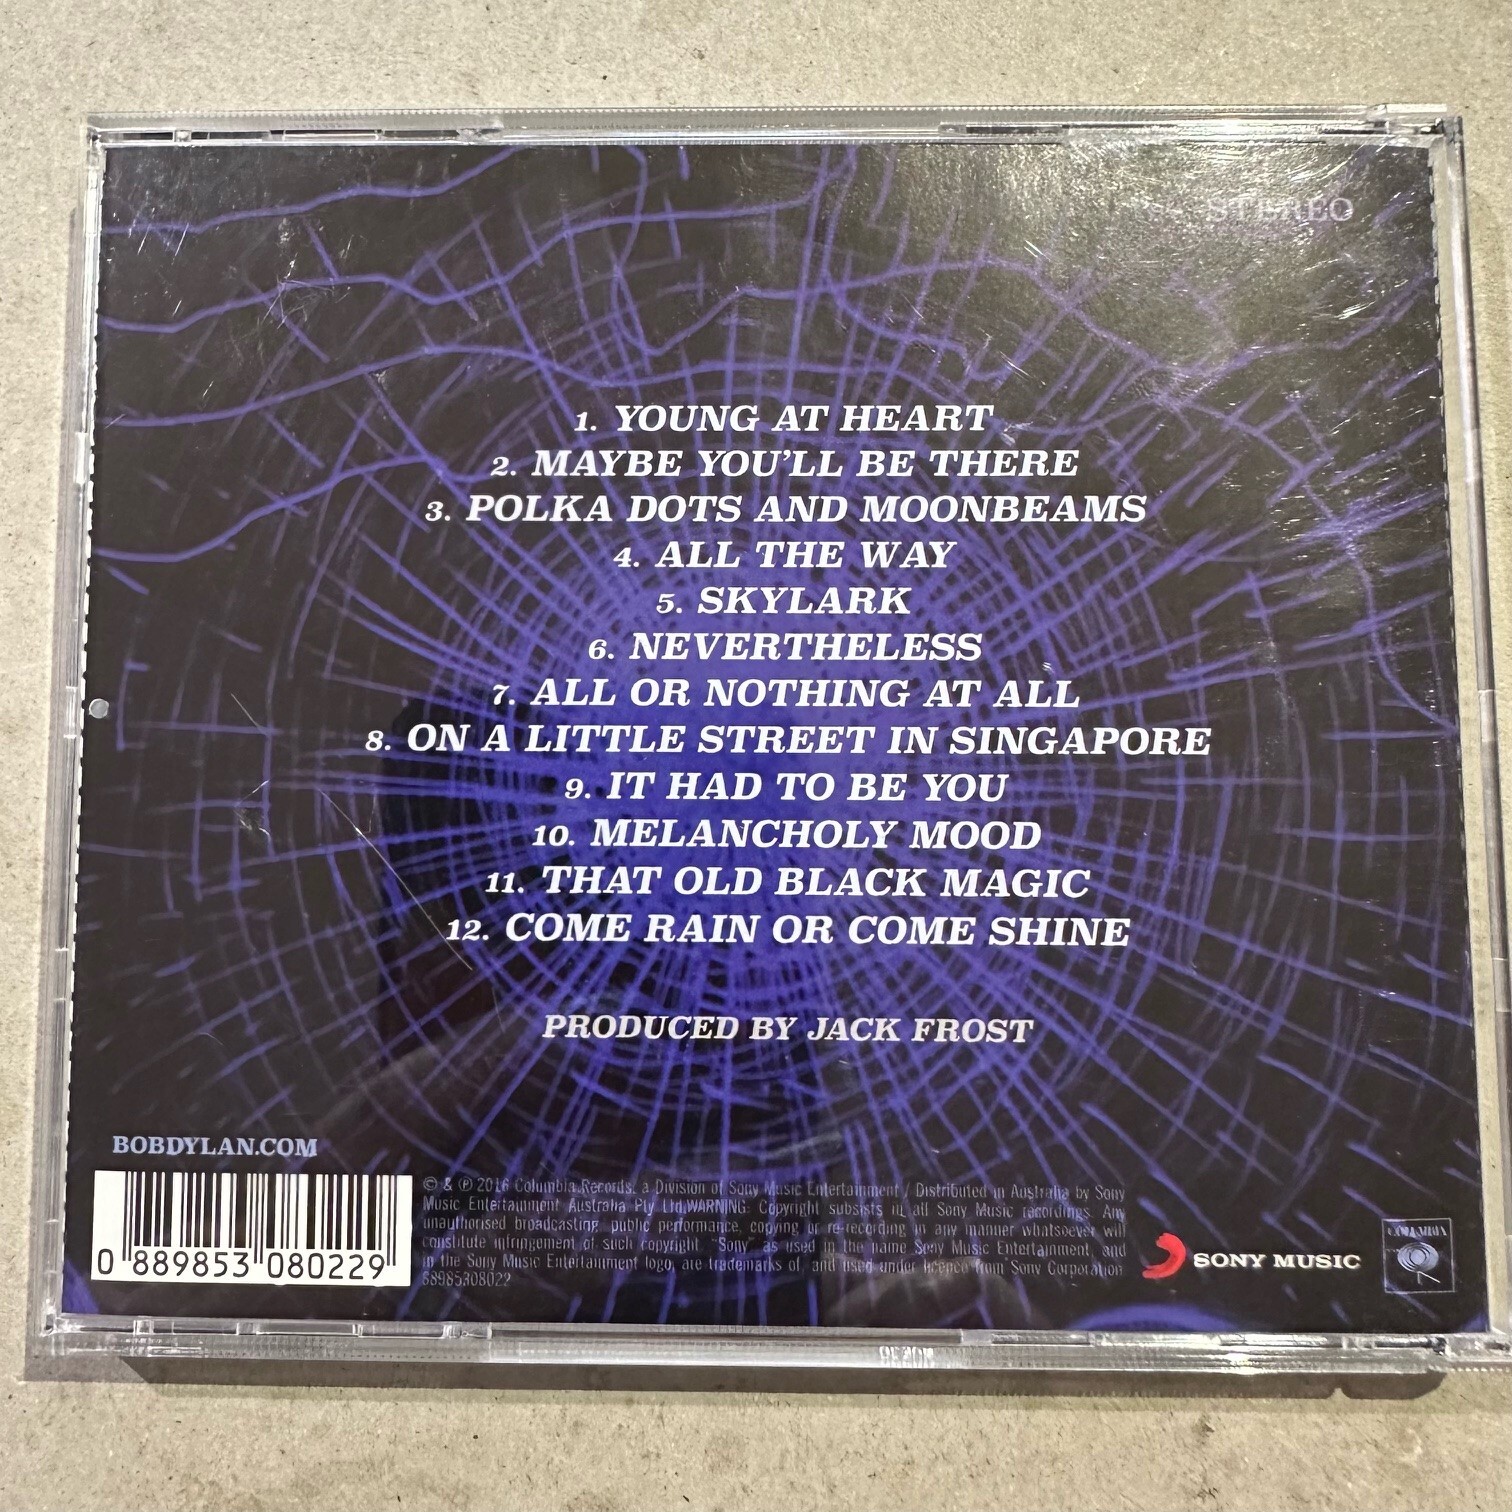 STEREO
1. YOUNG AT HEART
2. MAYBE YOU'LL BE THERE
3. POLKA DOTS AND MOONBEAMS
4. ALL THE WAY
5. SKYLARK
6. NEVERTHELESS
7. ALL OR NOTHING AT ALL
8. ON A LITTLE STREET IN SINGAPORE
9. IT HAD TO BE YOU
10. MELANCHOLY MOOD
11. THAT OLD BLACK MAGIC
12. COME RAIN OR COME SHINE
PRODUCED BY JACK FROST
BOBDYLAN.COM
0 889853 080229
© & ℗ 2016 Columbia Records, a Division of Sony Music Entertainment / Distributed in Australia by Sony
Music Entertainment Australia Pty Ltd.WARNING: Copyright subsists in all Sony Music recordings. Any
unauthorised broadcasting, public performance, copying or re-recording in any manner whatsoever will
constitute infringement of such copyright. "Sony" as used in the name Sony Music Entertainment, and
in the Sony Music Entertainment logo, are trademarks of, and used under licence from Sony Corporation.
88985308022
SONY MUSIC
COLUMBIA